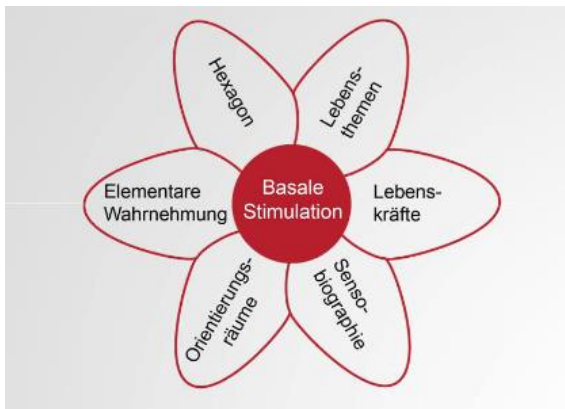 Hexagon
Lebens-
themen
Elementare
Wahrnehmung
Basale
Stimulation
Lebens-
kräfte
Orientierungs-
räume
Senso-
biographie